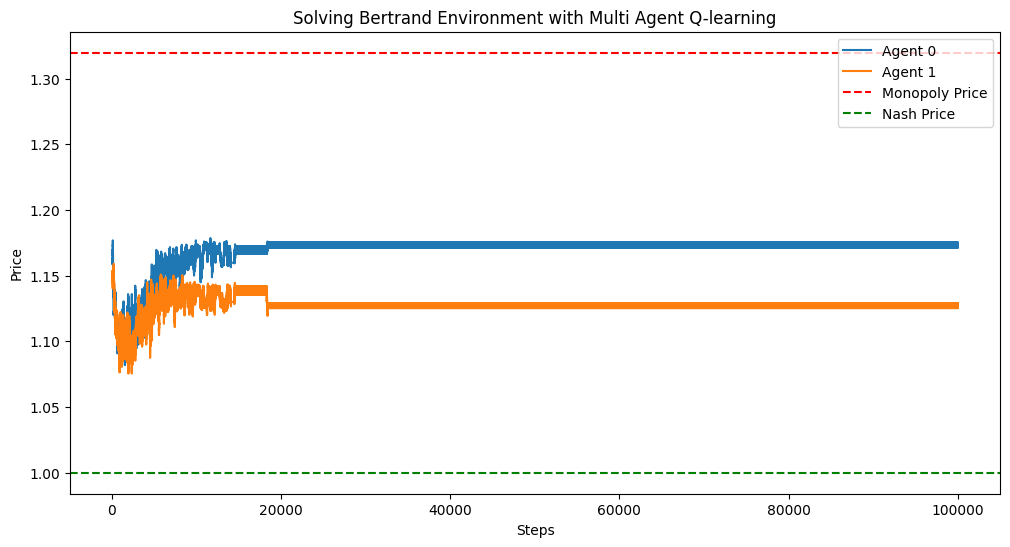 Solving Bertrand Environment with Multi Agent Q-learning
Agent 0
Agent 1
Monopoly Price
Nash Price
Price
1.30
1.25
1.20
1.15
1.10
1.05
1.00
0
20000
40000
60000
80000
100000
Steps